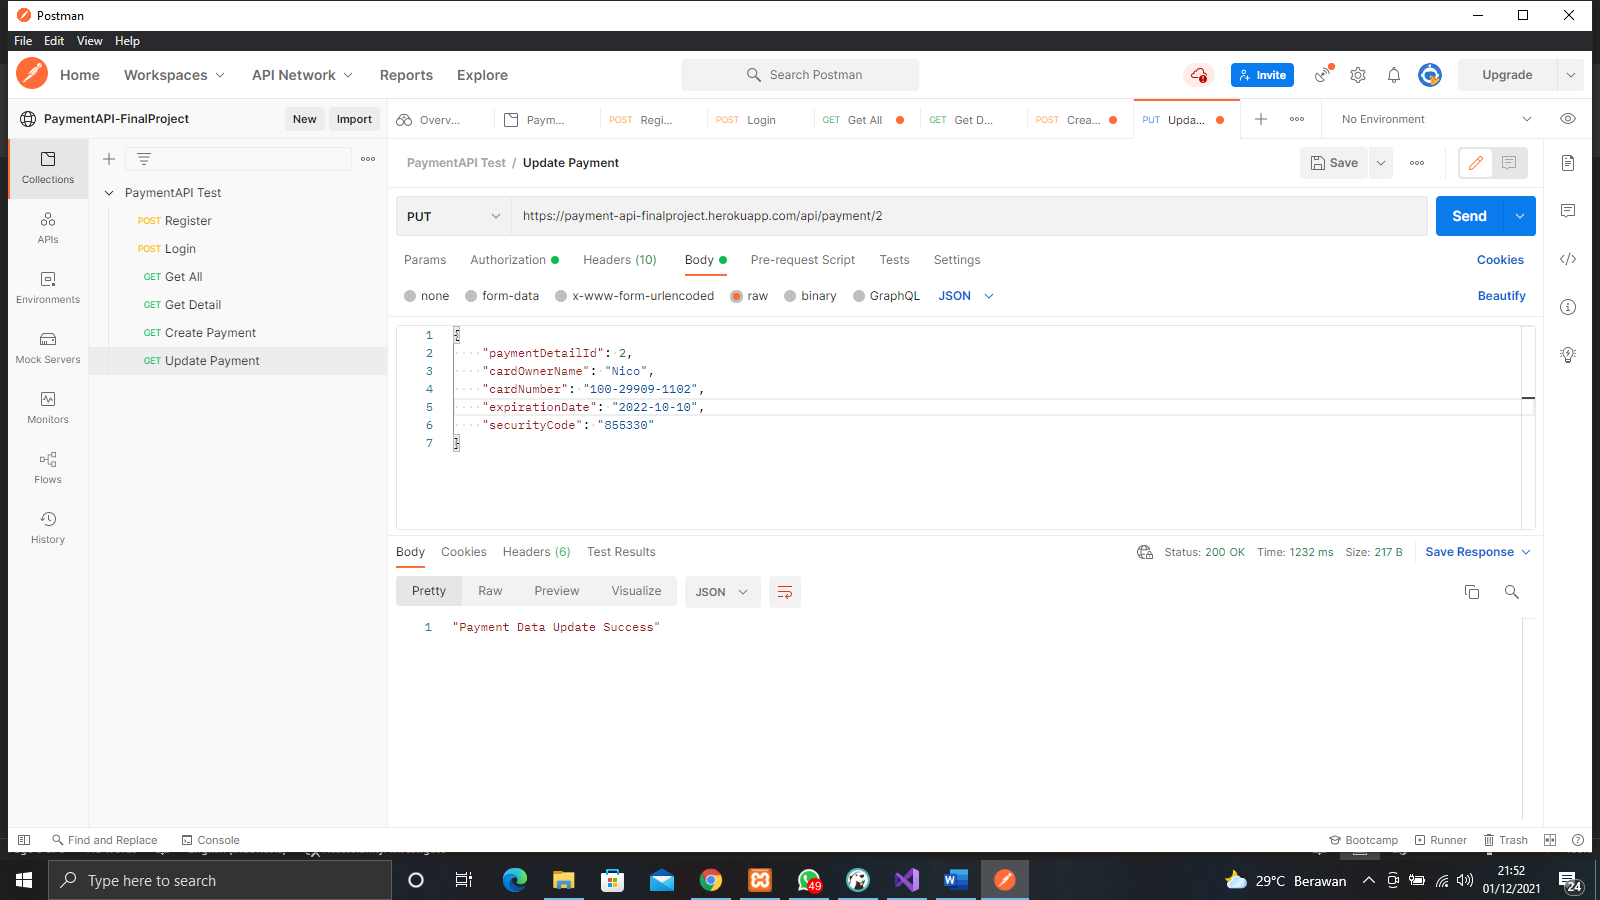 Postman
File Edit View Help
Home Workspaces API Network Reports Explore Search Postman Invite Upgrade
PaymentAPI-FinalProject New Import
Overv... Paym... POST Regi... POST Login GET Get All GET Get D... POST Crea... PUT Upda... No Environment
Collections
APIs
Environments
Mock Servers
Monitors
Flows
History
PaymentAPI Test
POST Register
POST Login
GET Get All
GET Get Detail
GET Create Payment
GET Update Payment
PaymentAPI Test / Update Payment Save
PUT https://payment-api-finalproject.herokuapp.com/api/payment/2 Send
Params Authorization Headers (10) Body Pre-request Script Tests Settings Cookies
none form-data x-www-form-urlencoded raw binary GraphQL JSON Beautify
1 {
2 "paymentDetailId": 2,
3 "cardOwnerName": "Nico",
4 "cardNumber": "100-29909-1102",
5 "expirationDate": "2022-10-10",
6 "securityCode": "855330"
7 }
Body Cookies Headers (6) Test Results Status: 200 OK Time: 1232 ms Size: 217 B Save Response
Pretty Raw Preview Visualize JSON
1 "Payment Data Update Success"
Find and Replace Console Bootcamp Runner Trash
Type here to search 49 29°C Berawan 21:52
01/12/2021 24